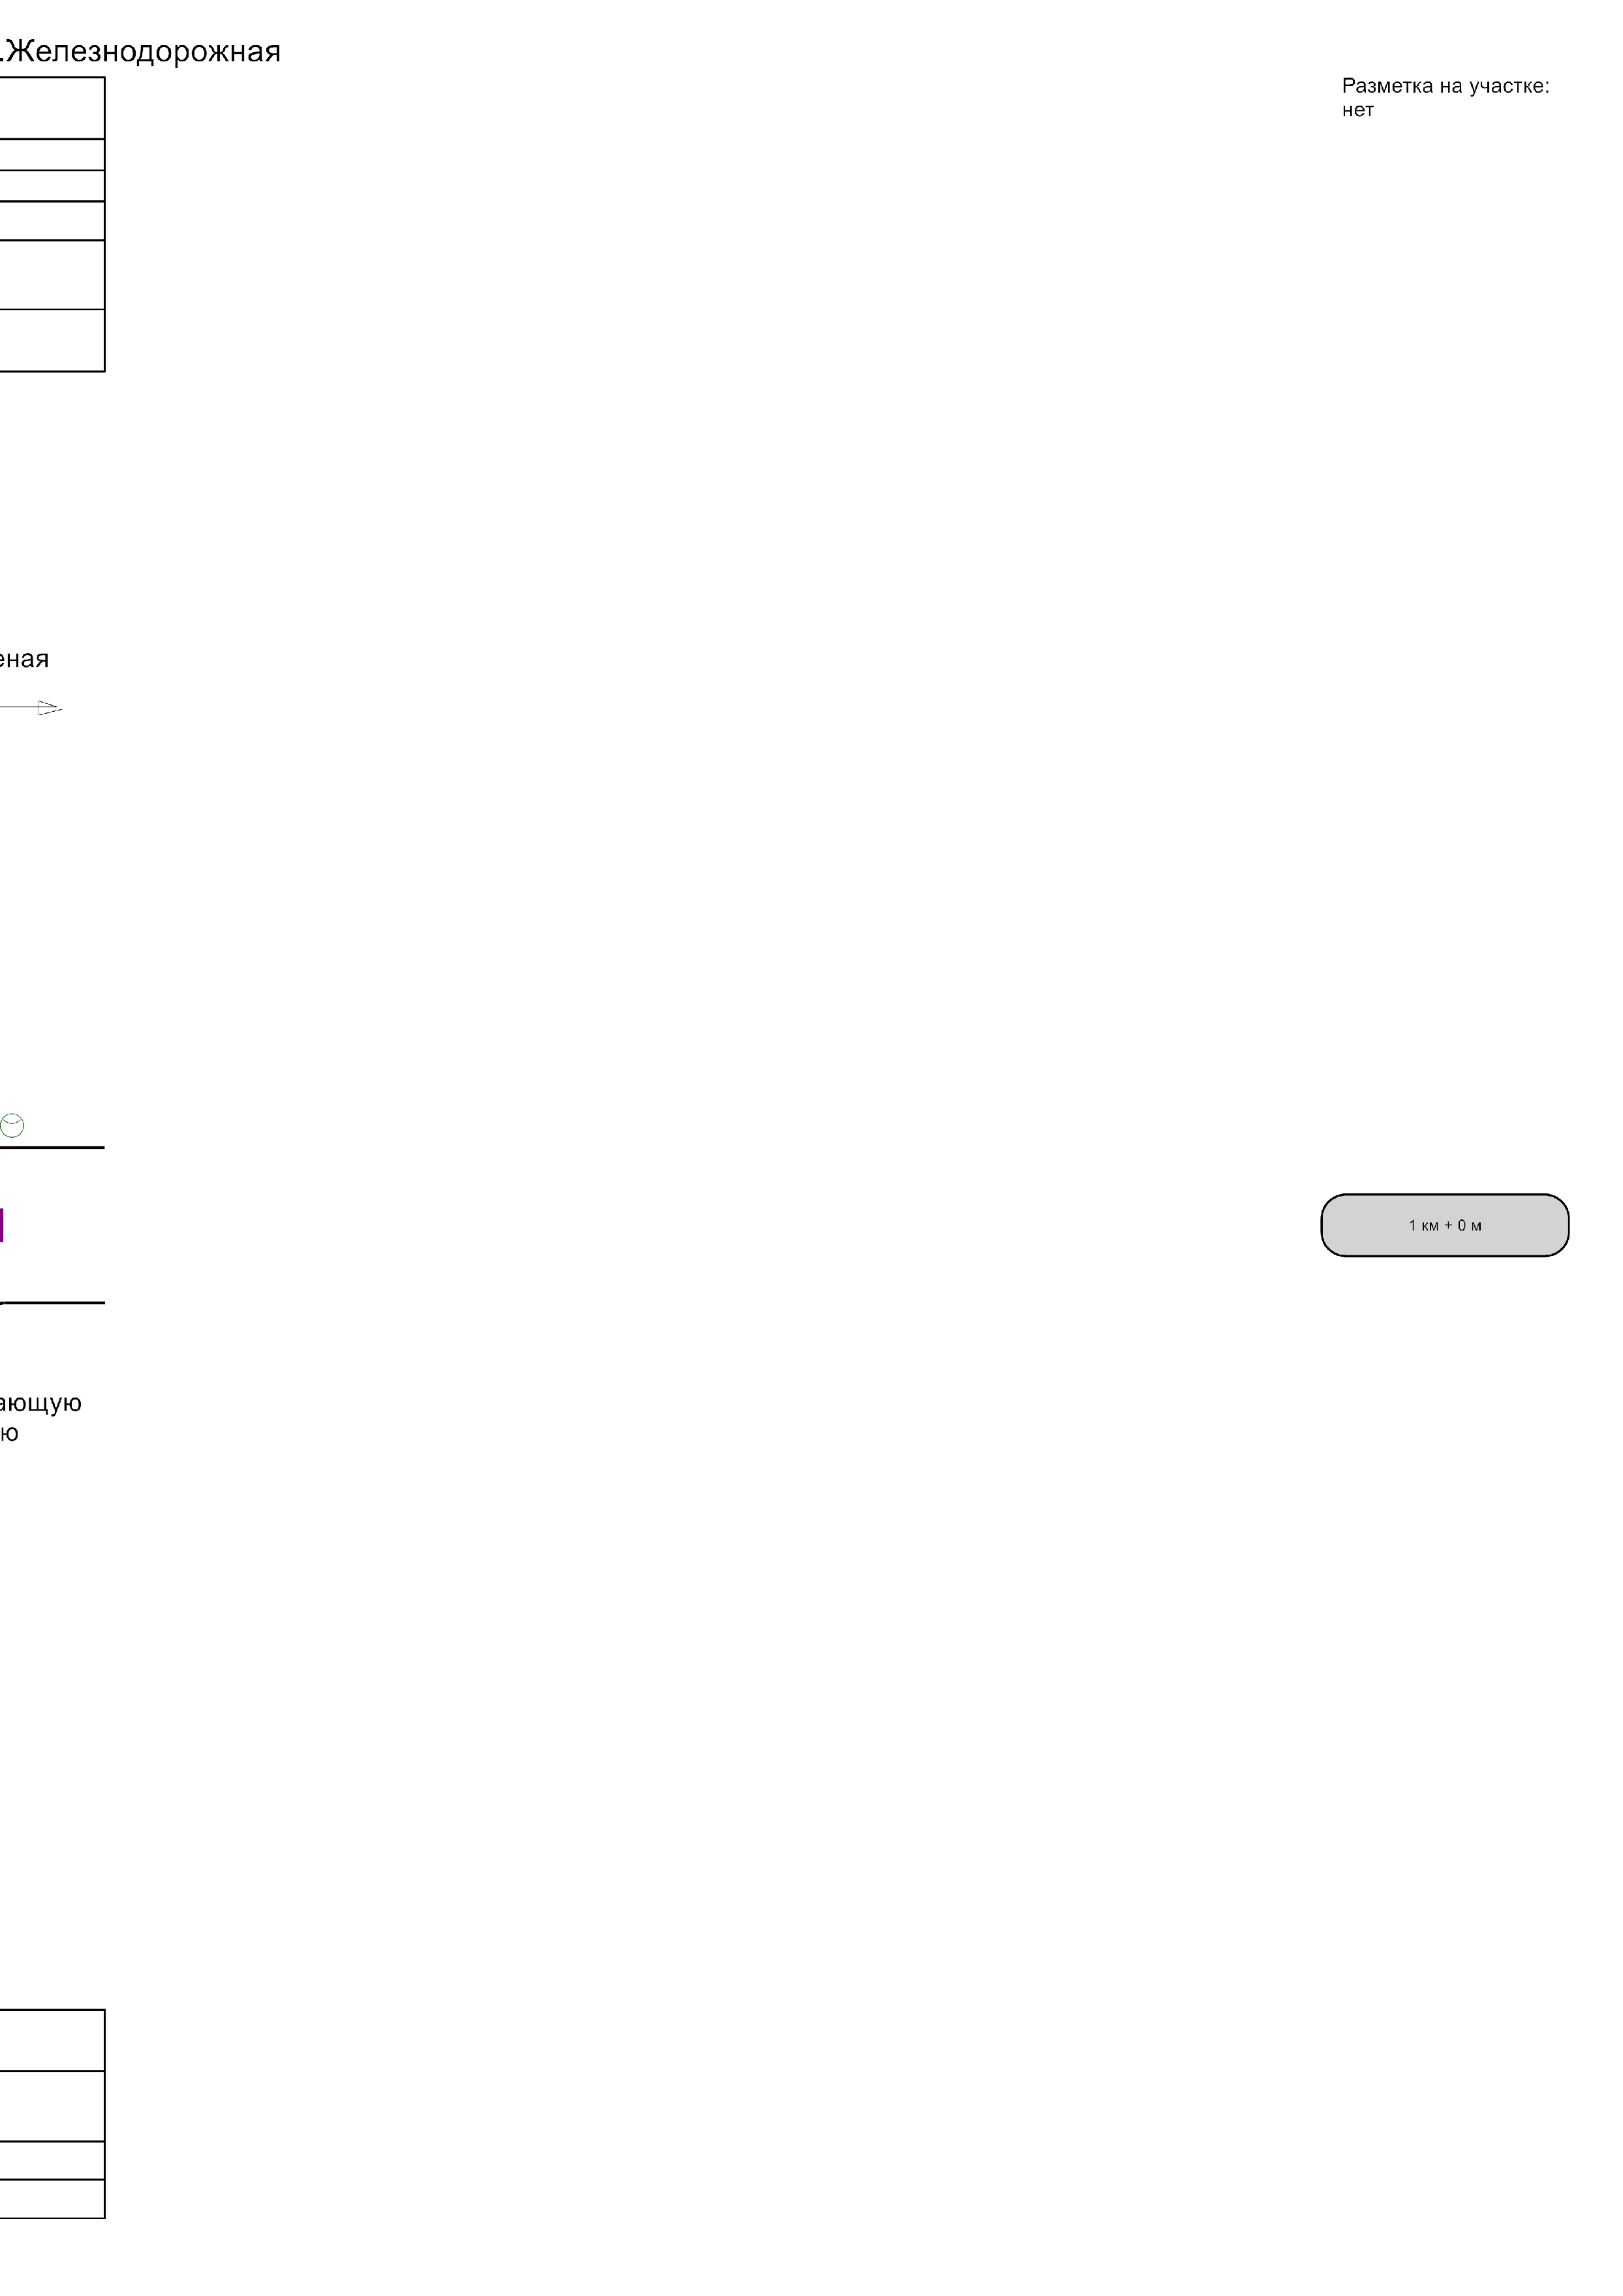 .Железнодорожная
Разметка на участке:
нет
еная
1 км + 0 м
ающую
ю